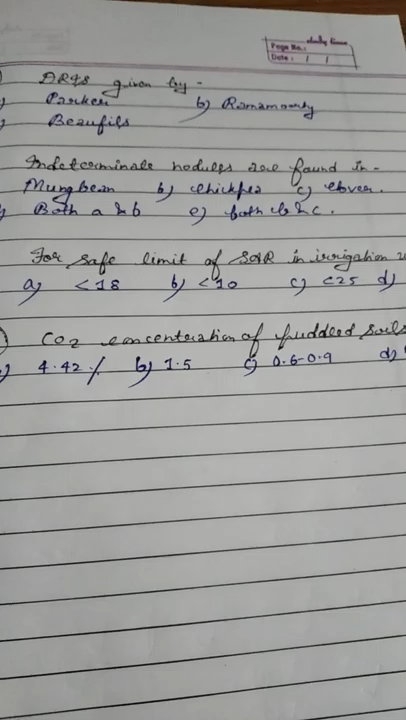 Page No.:
Date: / /
DRIS given by -
Parker b) Ramamoorty
Beaufils
Indeterminate nodules are found in -
Mungbean b) chickpea c) clover.
Both a & b e) both b & c.
For safe limit of SAR in irrigation
a) <18 b) <10 c) <25 d)
CO2 concentration of puddled soils
4.42% b) 1.5 c) 0.6-0.9 d)